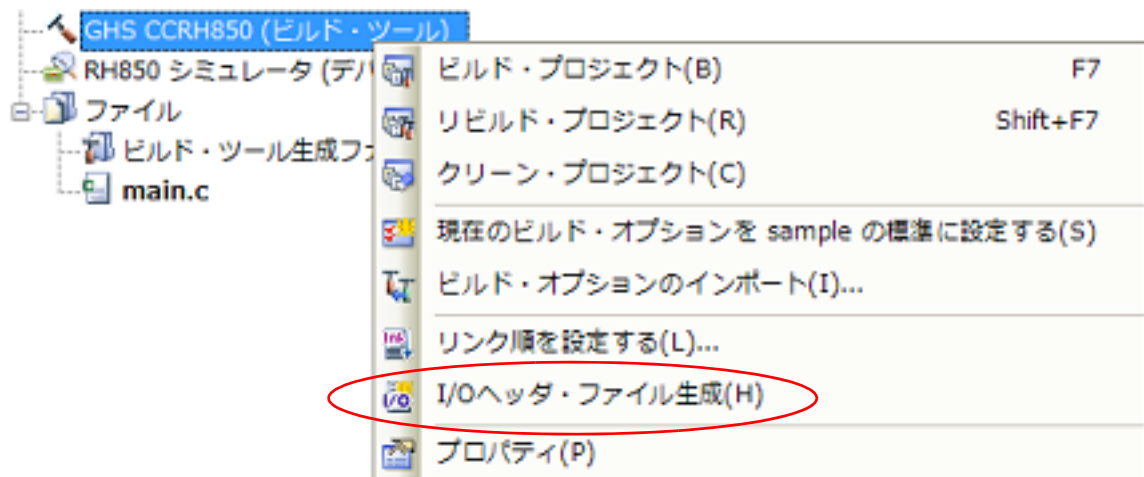 GHS CCRH850 (ビルド・ツール)
RH850 シミュレータ (デバ
ファイル
ビルド・ツール生成ファ
main.c
ビルド・プロジェクト(B) F7
リビルド・プロジェクト(R) Shift+F7
クリーン・プロジェクト(C)
現在のビルド・オプションを sample の標準に設定する(S)
ビルド・オプションのインポート(I)...
リンク順を設定する(L)...
I/Oヘッダ・ファイル生成(H)
プロパティ(P)